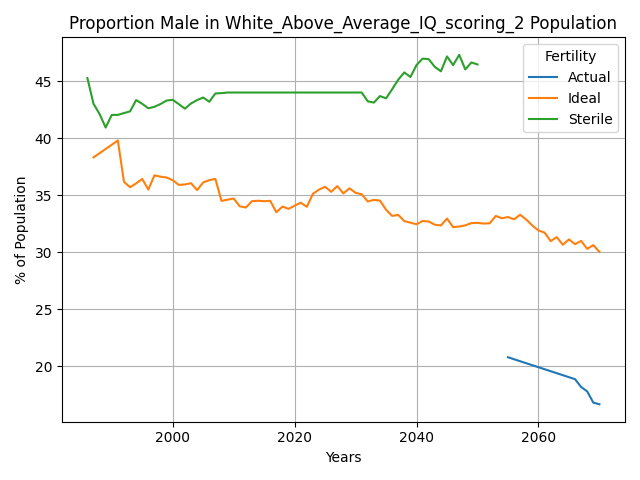 Proportion Male in White_Above_Average_IQ_scoring_2 Population
Fertility
Actual
Ideal
Sterile
% of Population
45
40
35
30
25
20
2000
2020
2040
2060
Years